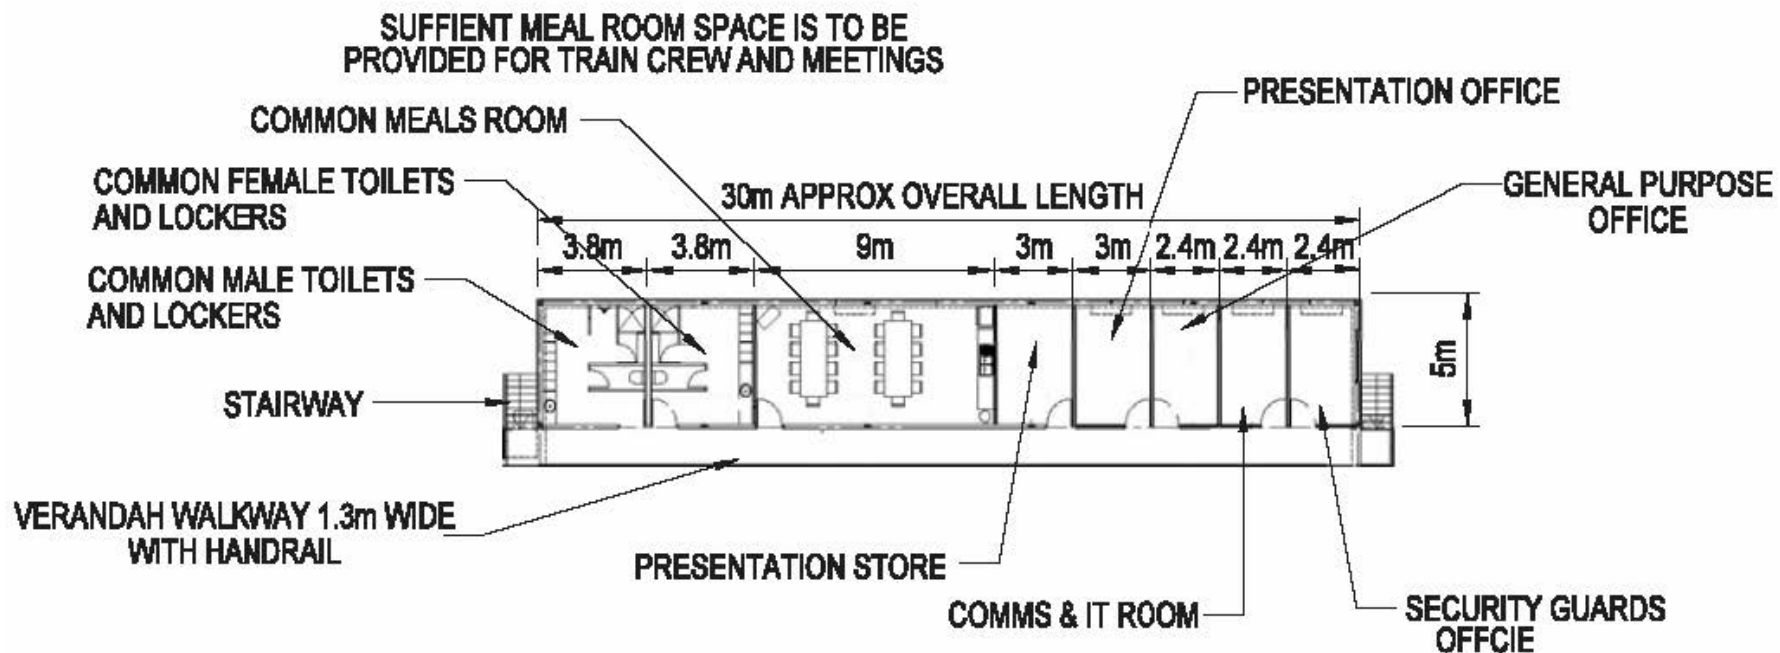 SUFFIENT MEAL ROOM SPACE IS TO BE
PROVIDED FOR TRAIN CREW AND MEETINGS
PRESENTATION OFFICE
COMMON MEALS ROOM
COMMON FEMALE TOILETS
AND LOCKERS
30m APPROX OVERALL LENGTH
GENERAL PURPOSE
OFFICE
3.8m 3.8m 9m 3m 3m 2.4m 2.4m 2.4m
COMMON MALE TOILETS
AND LOCKERS
5m
STAIRWAY
VERANDAH WALKWAY 1.3m WIDE
WITH HANDRAIL
PRESENTATION STORE
COMMS & IT ROOM
SECURITY GUARDS
OFFCIE